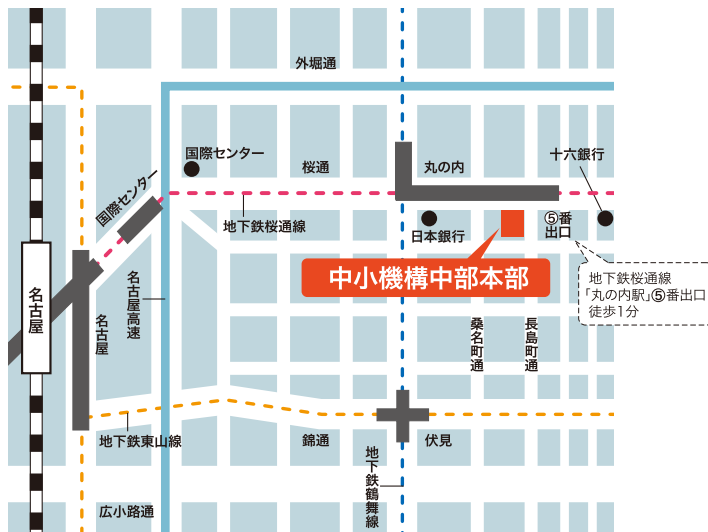 外堀通
国際センター
桜通
丸の内
十六銀行
国際センター
地下鉄桜通線
日本銀行
⑤番
出口
中小機構中部本部
地下鉄桜通線
「丸の内駅」⑤番出口
徒歩1分
名古屋
名古屋高速
名古屋
桑名町通
長島町通
地下鉄東山線
錦通
伏見
地下鉄鶴舞線
広小路通